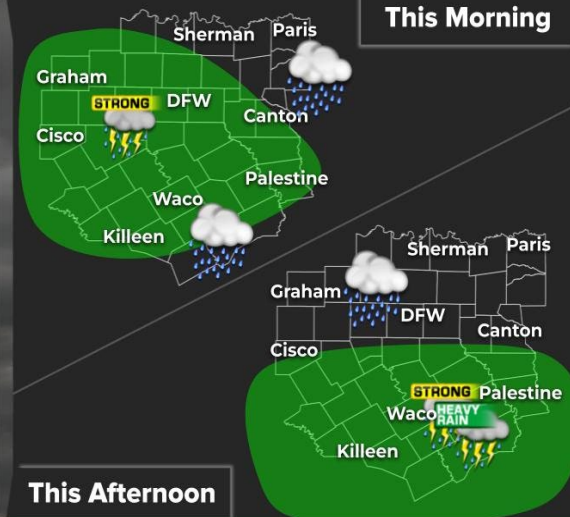 This Morning
Sherman
Paris
Graham
STRONG
DFW
Canton
Cisco
Palestine
Waco
Killeen
Sherman
Paris
Graham
DFW
Canton
Cisco
STRONG
Palestine
Waco
HEAVY
RAIN
Killeen
This Afternoon